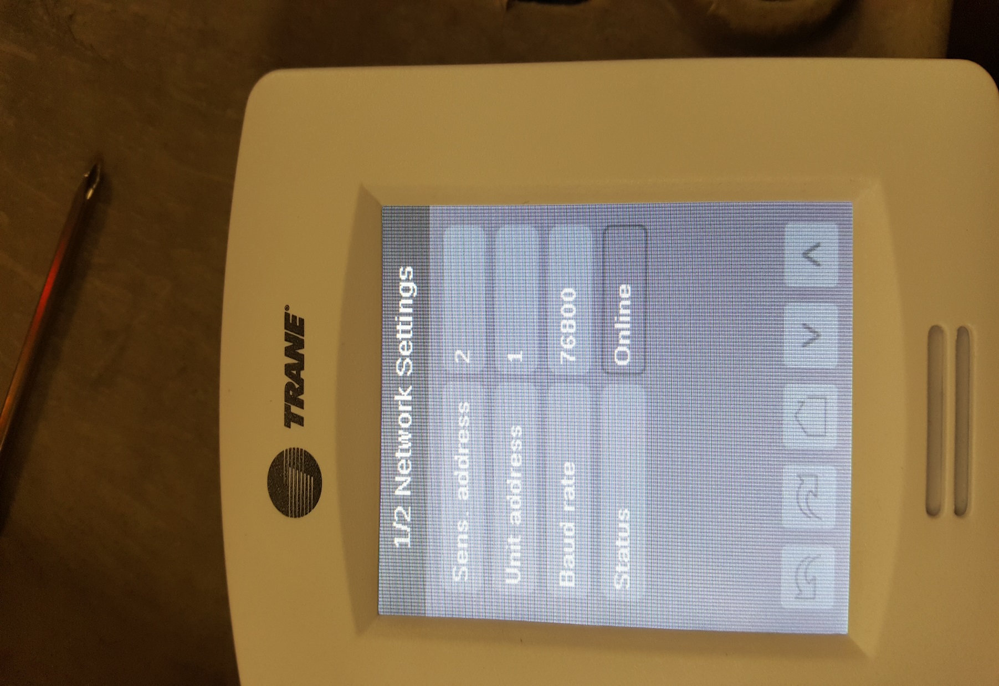 TRANE®
1/2 Network Settings
Sens. address 2
Unit address 1
Baud rate 76800
Status Online